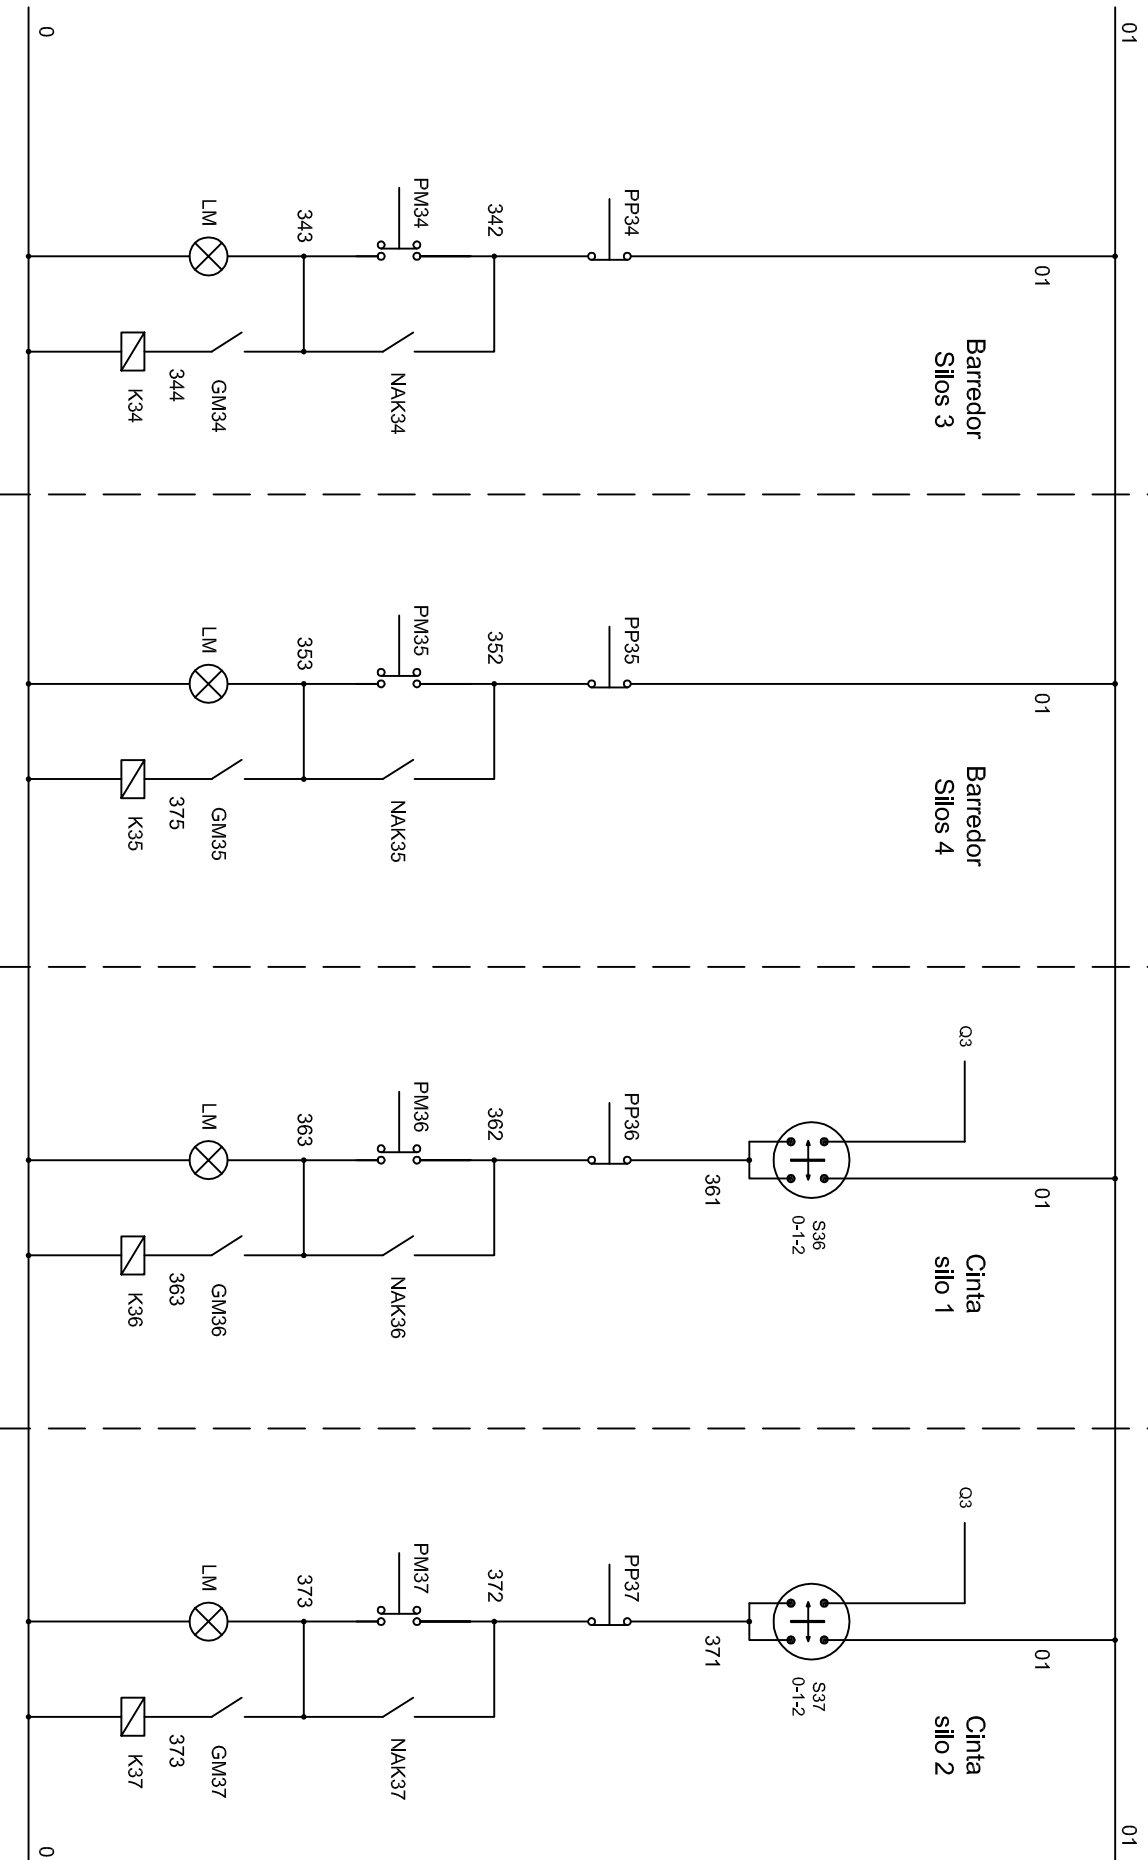 01
01
Barredor
Silos 3
01
PP34
342
PM34
NAK34
343
LM
GM34
344
K34
Barredor
Silos 4
01
PP35
352
PM35
NAK35
353
LM
GM35
375
K35
Cinta
silo 1
01
Q3
S36
0-1-2
361
PP36
362
PM36
NAK36
363
LM
GM36
363
K36
Cinta
silo 2
01
Q3
S37
0-1-2
371
PP37
372
PM37
NAK37
373
LM
GM37
373
K37
0
0